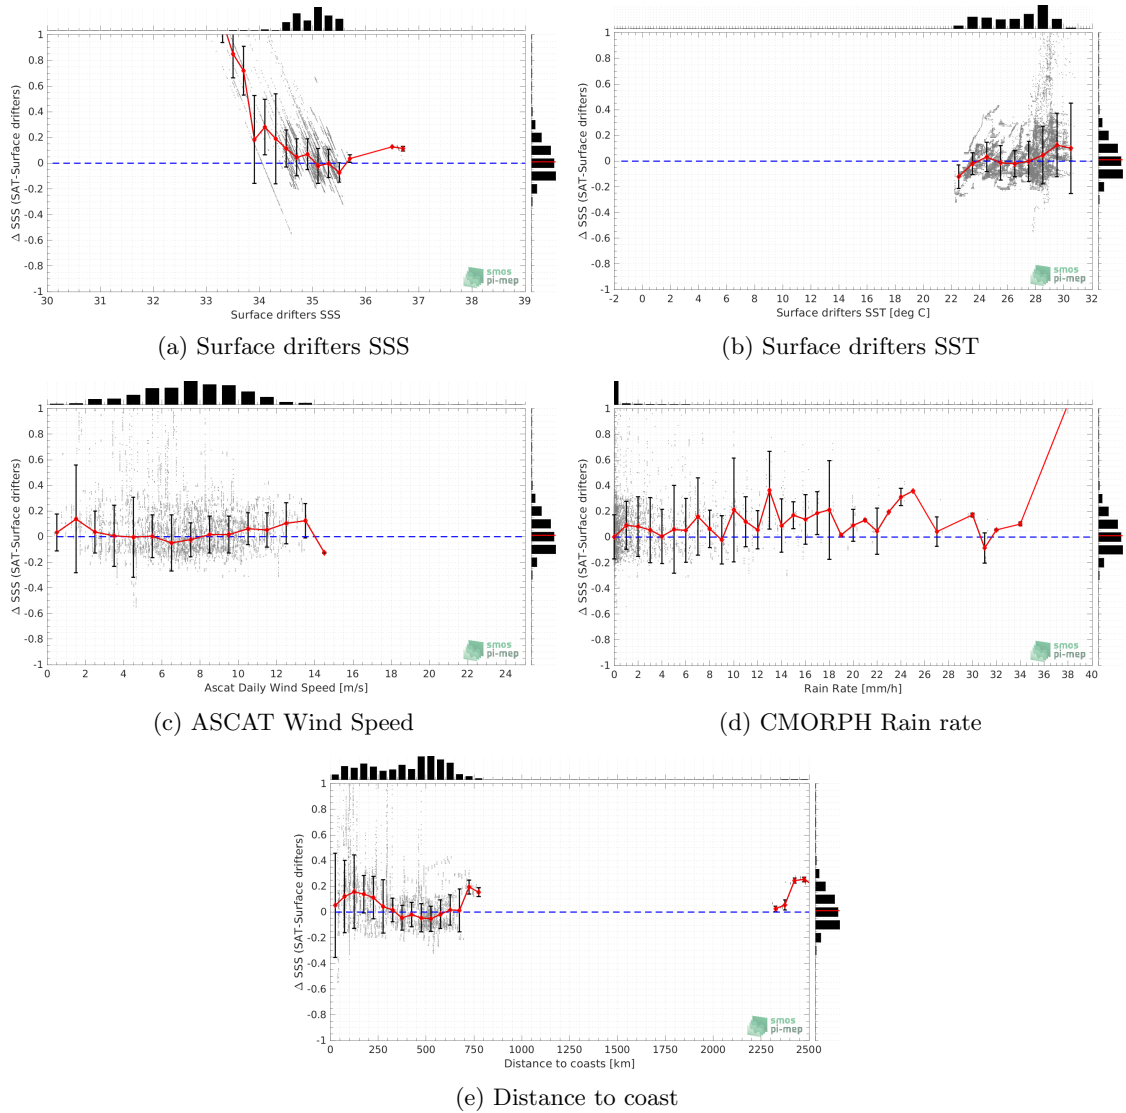 1
0.8
0.6
0.4
0.2
0
-0.2
-0.4
-0.6
-0.8
-1
Δ SSS (SAT-Surface drifters)
30 31 32 33 34 35 36 37 38 39
Surface drifters SSS
smos
pi-mep
(a) Surface drifters SSS
1
0.8
0.6
0.4
0.2
0
-0.2
-0.4
-0.6
-0.8
-1
Δ SSS (SAT-Surface drifters)
-2 0 2 4 6 8 10 12 14 16 18 20 22 24 26 28 30 32
Surface drifters SST [deg C]
smos
pi-mep
(b) Surface drifters SST
1
0.8
0.6
0.4
0.2
0
-0.2
-0.4
-0.6
-0.8
-1
Δ SSS (SAT-Surface drifters)
0 2 4 6 8 10 12 14 16 18 20 22 24
Ascat Daily Wind Speed [m/s]
smos
pi-mep
(c) ASCAT Wind Speed
1
0.8
0.6
0.4
0.2
0
-0.2
-0.4
-0.6
-0.8
-1
Δ SSS (SAT-Surface drifters)
0 2 4 6 8 10 12 14 16 18 20 22 24 26 28 30 32 34 36 38 40
Rain Rate [mm/h]
smos
pi-mep
(d) CMORPH Rain rate
1
0.8
0.6
0.4
0.2
0
-0.2
-0.4
-0.6
-0.8
-1
Δ SSS (SAT-Surface drifters)
0 250 500 750 1000 1250 1500 1750 2000 2250 2500
Distance to coasts [km]
smos
pi-mep
(e) Distance to coast